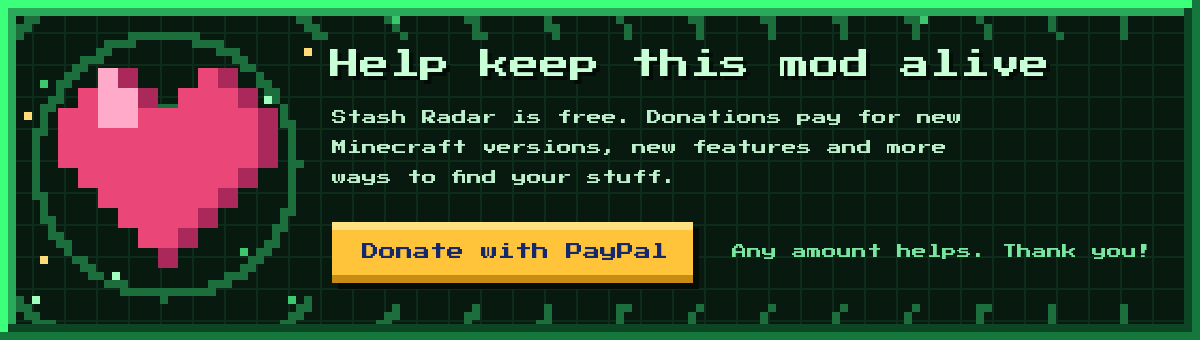 Help keep this mod alive
Stash Radar is free. Donations pay for new
Minecraft versions, new features and more
ways to find your stuff.
Donate with PayPal
Any amount helps. Thank you!